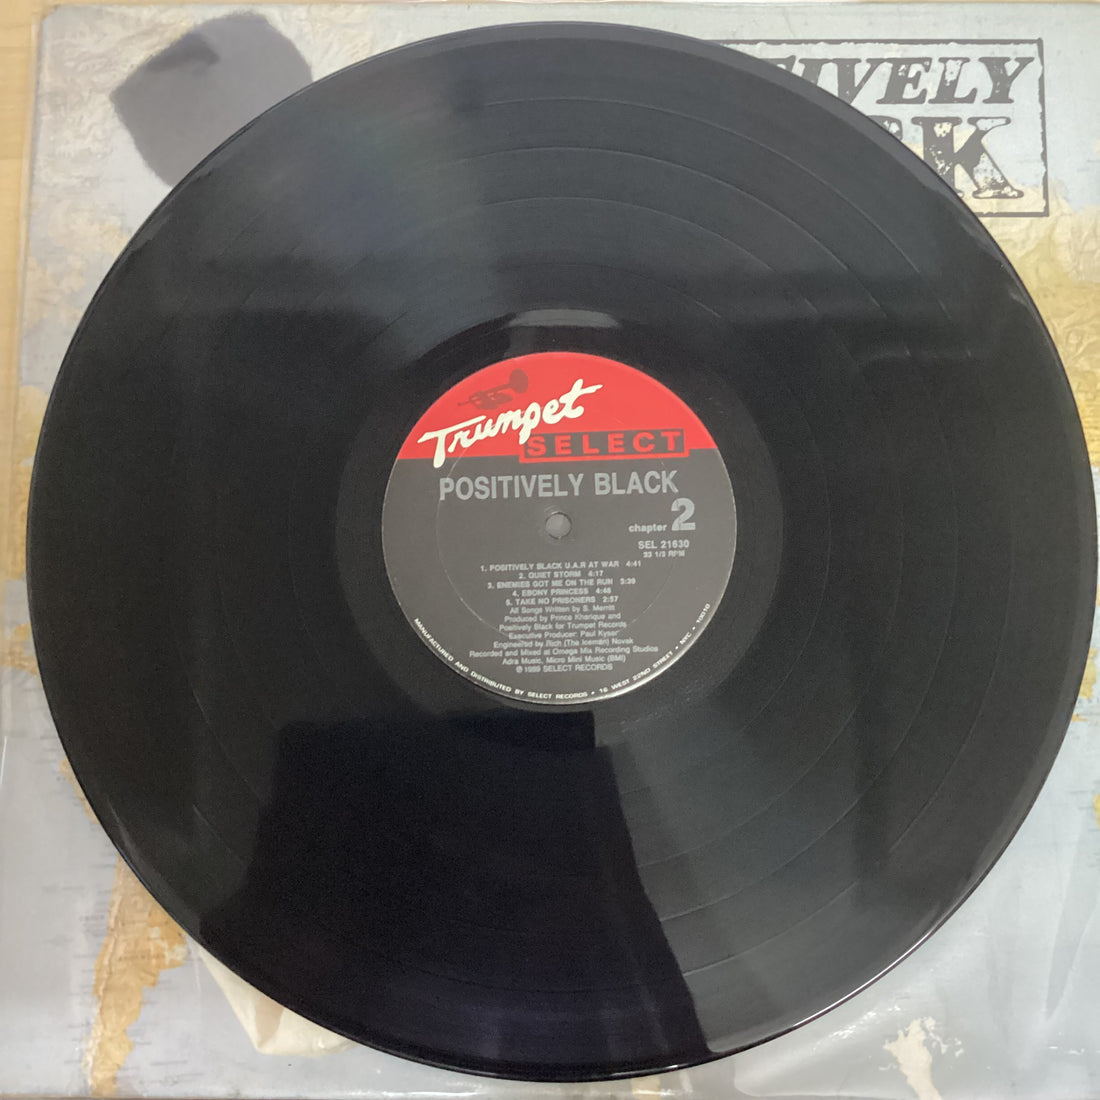 TIVELY
CK
Trumpet
SELECT
POSITIVELY BLACK
chapter 2
SEL 21630
33 1/3 RPM
1. POSITIVELY BLACK U.A.R AT WAR 4:41
2. QUIET STORM 4:17
3. ENEMIES GOT ME ON THE RUN 3:39
4. EBONY PRINCESS 4:46
5. TAKE NO PRISONERS 2:57
All Songs Written by S. Merritt
Produced by Prince Kharique and
Positively Black for Trumpet Records
Executive Producer: Paul Kyser
Engineered by Rich (The Iceman) Novak
Recorded and Mixed at Omega Mix Recording Studios
Adra Music, Micro Mini Music (BMI)
℗ 1989 SELECT RECORDS
MANUFACTURED AND DISTRIBUTED BY SELECT RECORDS • 16 WEST 22ND STREET • NYC • 10010